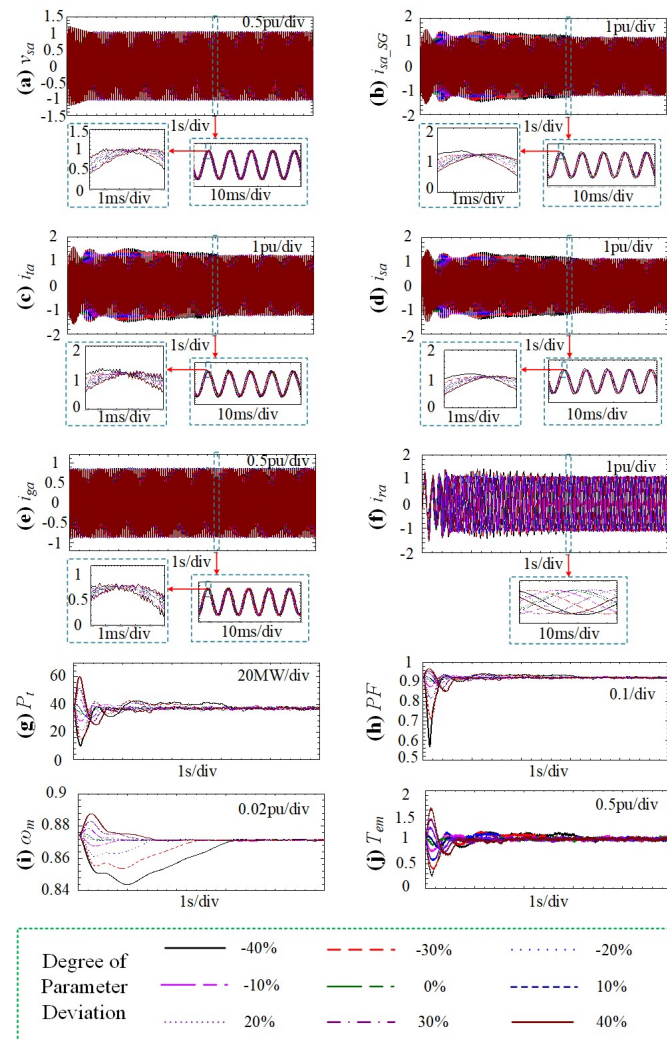 1.5
1
0.5
0
-0.5
-1
-1.5
0.5pu/div
(a) v_sa
1s/div
1.5
1
0.5
0
1ms/div
10ms/div
2
1
0
-1
-2
1pu/div
(b) i_sa_SG
1s/div
2
1
0
1ms/div
10ms/div
2
1
0
-1
-2
1pu/div
(c) i_ta
1s/div
2
1
0
1ms/div
10ms/div
2
1
0
-1
-2
1pu/div
(d) i_sa
1s/div
2
1
0
1ms/div
10ms/div
1
0.5
0
-0.5
-1
0.5pu/div
(e) i_ga
1s/div
1
0.5
0
1ms/div
10ms/div
2
1
0
-1
-2
1pu/div
(f) i_ra
1s/div
10ms/div
60
40
20
0
20MW/div
(g) P_t
1s/div
1
0.9
0.8
0.7
0.6
0.5
0.1/div
(h) PF
1s/div
0.9
0.88
0.86
0.84
0.02pu/div
(i) ω_m
1s/div
2
1.5
1
0.5
0
0.5pu/div
(j) T_em
1s/div
Degree of
Parameter
Deviation
-40% -30% -20%
-10% 0% 10%
20% 30% 40%